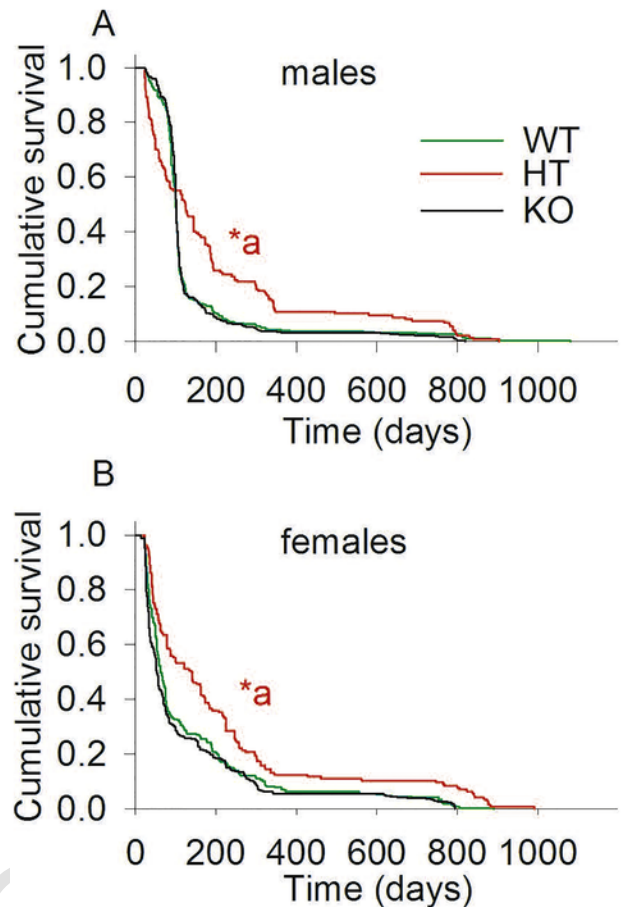 A
males
Cumulative survival
1.0
0.8
0.6
0.4
0.2
0.0
WT
HT
KO
*a
0 200 400 600 800 1000
Time (days)
B
females
Cumulative survival
1.0
0.8
0.6
0.4
0.2
0.0
*a
0 200 400 600 800 1000
Time (days)